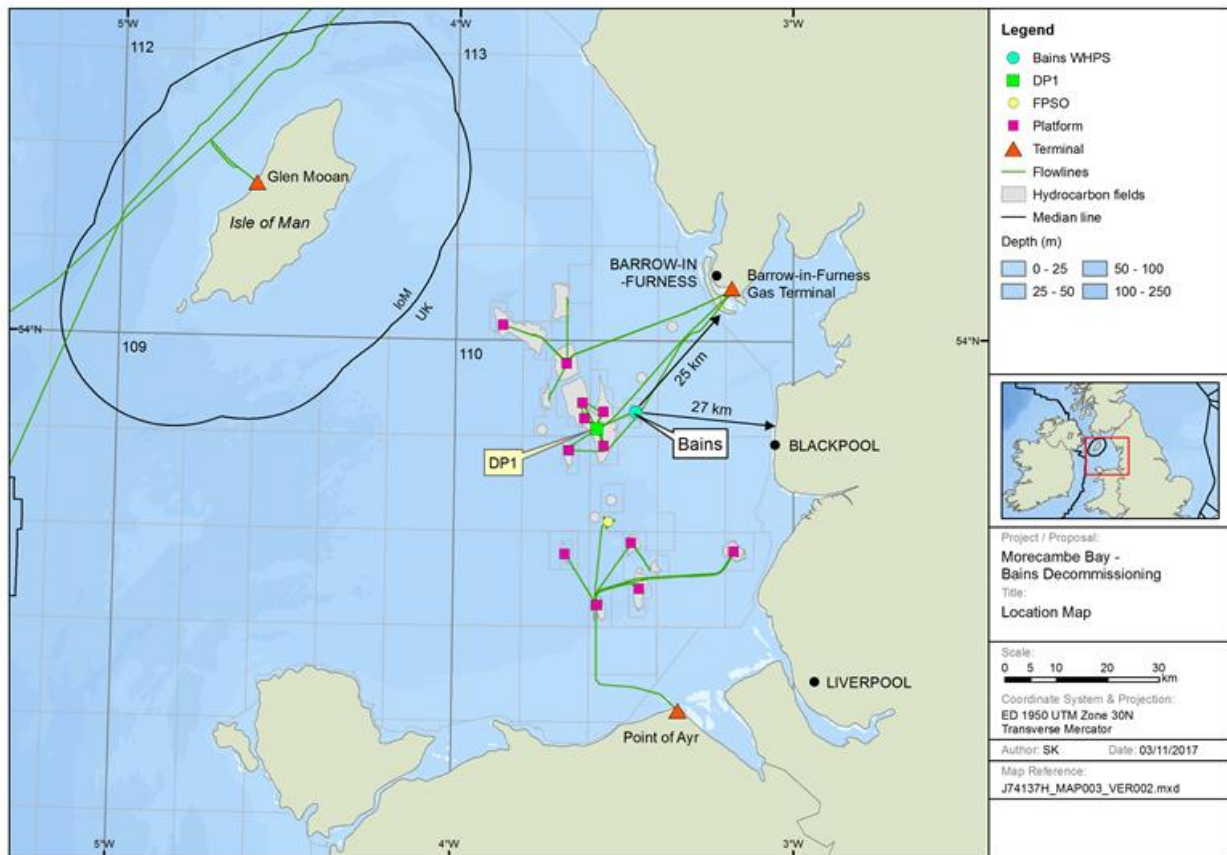 5°W
4°W
3°W
112
113
Glen Mooan
Isle of Man
BARROW-IN
-FURNESS
Barrow-in-Furness
Gas Terminal
IoM
UK
54°N
54°N
109
110
25 km
27 km
Bains
DP1
BLACKPOOL
LIVERPOOL
Point of Ayr
5°W
4°W
3°W
Legend
Bains WHPS
DP1
FPSO
Platform
Terminal
Flowlines
Hydrocarbon fields
Median line
Depth (m)
0 - 25
50 - 100
25 - 50
100 - 250
Project / Proposal:
Morecambe Bay -
Bains Decommissioning
Title:
Location Map
Scale:
0 5 10 20 30
km
Coordinate System & Projection:
ED 1950 UTM Zone 30N
Transverse Mercator
Author: SK Date: 03/11/2017
Map Reference:
J74137H_MAP003_VER002.mxd